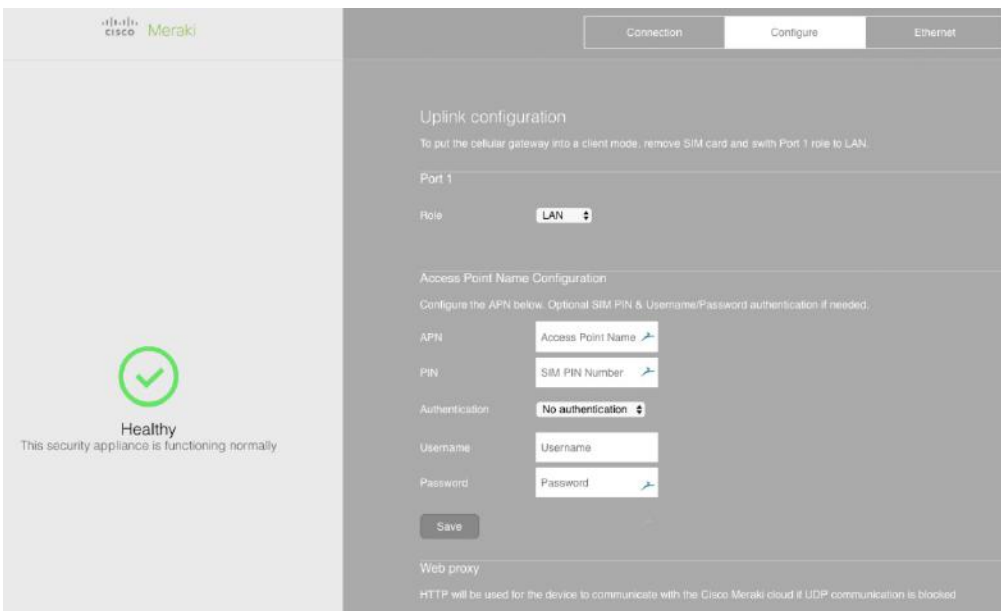 cisco Meraki
Connection
Configure
Ethernet
Uplink configuration
To put the cellular gateway into a client mode, remove SIM card and swith Port 1 role to LAN.
Port 1
Role
LAN
Access Point Name Configuration
Configure the APN below. Optional SIM PIN & Username/Password authentication if needed.
APN
Access Point Name
PIN
SIM PIN Number
Authentication
No authentication
Healthy
This security appliance is functioning normally
Username
Username
Password
Password
Save
Web proxy
HTTP will be used for the device to communicate with the Cisco Meraki cloud if UDP communication is blocked